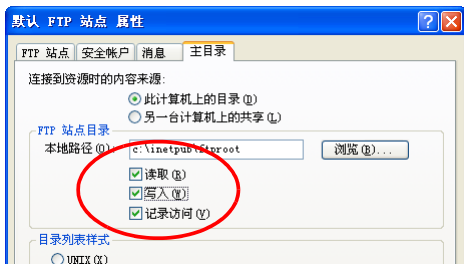 默认 FTP 站点 属性
FTP 站点 安全帐户 消息 主目录
连接到资源时的内容来源:
此计算机上的目录(D)
另一台计算机上的共享(L)
FTP 站点目录
本地路径(O): c:\inetpub\ftproot 浏览(B)...
读取(R)
写入(W)
记录访问(V)
目录列表样式
UNIX(X)